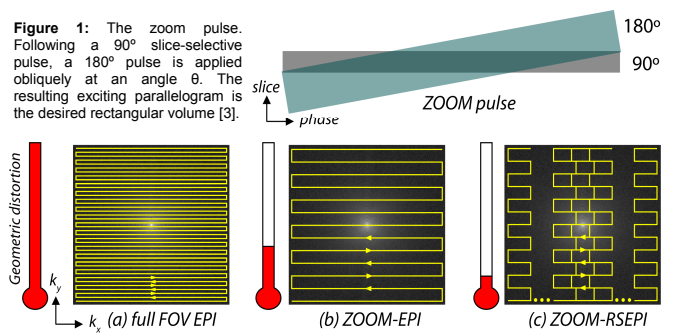 Figure 1: The zoom pulse.
Following a 90º slice-selective
pulse, a 180º pulse is applied
obliquely at an angle θ. The
resulting exciting parallelogram is
the desired rectangular volume [3].
180º
90º
slice
phase
ZOOM pulse
Geometric distortion
k_y
k_x
(a) full FOV EPI
(b) ZOOM-EPI
(c) ZOOM-RSEPI